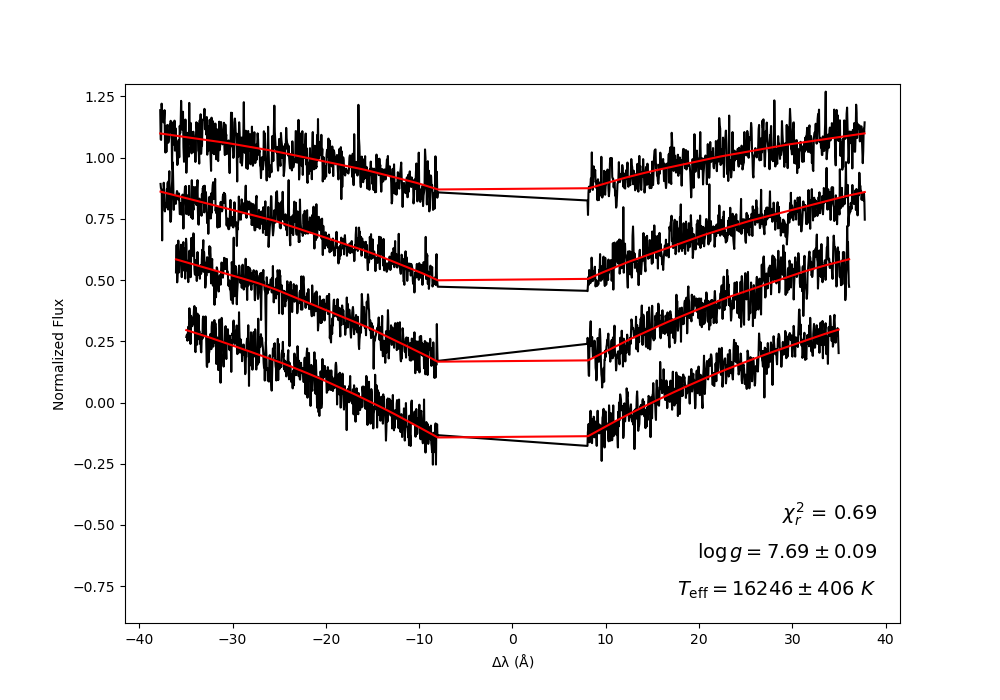 1.25
1.00
0.75
0.50
0.25
0.00
−0.25
−0.50
−0.75
Normalized Flux
χ²ᵣ = 0.69
log g = 7.69 ± 0.09
T_eff = 16246 ± 406 K
−40 −30 −20 −10 0 10 20 30 40
Δλ (Å)